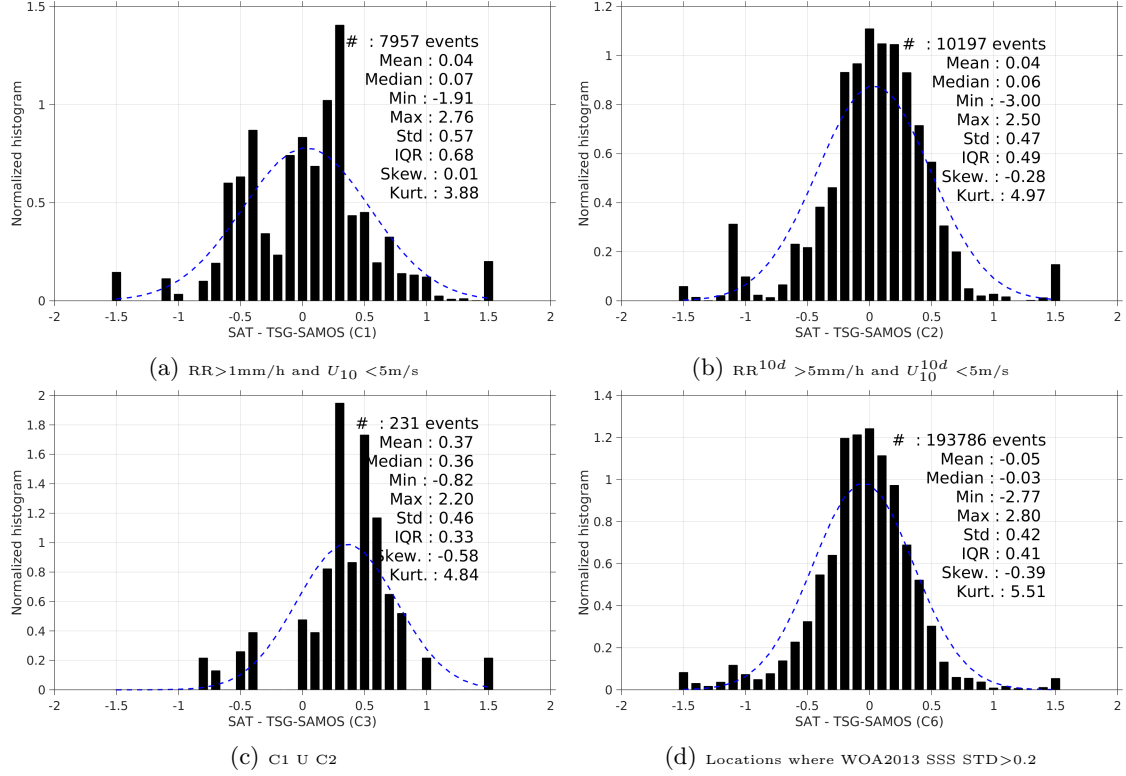 1.5
1
0.5
0
Normalized histogram
# : 7957 events
Mean : 0.04
Median : 0.07
Min : -1.91
Max : 2.76
Std : 0.57
IQR : 0.68
Skew. : 0.01
Kurt. : 3.88
-2 -1.5 -1 -0.5 0 0.5 1 1.5 2
SAT - TSG-SAMOS (C1)
(a) RR>1mm/h and U10 <5m/s
1.2
1
0.8
0.6
0.4
0.2
0
Normalized histogram
# : 10197 events
Mean : 0.04
Median : 0.06
Min : -3.00
Max : 2.50
Std : 0.47
IQR : 0.49
Skew. : -0.28
Kurt. : 4.97
-2 -1.5 -1 -0.5 0 0.5 1 1.5 2
SAT - TSG-SAMOS (C2)
(b) RR10d >5mm/h and U10d10 <5m/s
2
1.8
1.6
1.4
1.2
1
0.8
0.6
0.4
0.2
0
Normalized histogram
# : 231 events
Mean : 0.37
Median : 0.36
Min : -0.82
Max : 2.20
Std : 0.46
IQR : 0.33
Skew. : -0.58
Kurt. : 4.84
-2 -1.5 -1 -0.5 0 0.5 1 1.5 2
SAT - TSG-SAMOS (C3)
(c) C1 U C2
1.4
1.2
1
0.8
0.6
0.4
0.2
0
Normalized histogram
# : 193786 events
Mean : -0.05
Median : -0.03
Min : -2.77
Max : 2.80
Std : 0.42
IQR : 0.41
Skew. : -0.39
Kurt. : 5.51
-2 -1.5 -1 -0.5 0 0.5 1 1.5 2
SAT - TSG-SAMOS (C6)
(d) Locations where WOA2013 SSS STD>0.2